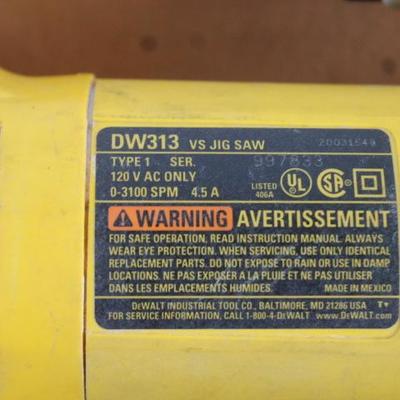 DW313 VS JIG SAW 20031549
TYPE 1 SER. 997833
120 V AC ONLY
0-3100 SPM 4.5 A
LISTED
406A
UL
SA
WARNING AVERTISSEMENT
FOR SAFE OPERATION, READ INSTRUCTION MANUAL. ALWAYS
WEAR EYE PROTECTION. WHEN SERVICING, USE ONLY IDENTICAL
REPLACEMENT PARTS. DO NOT EXPOSE TO RAIN OR USE IN DAMP
LOCATIONS. NE PAS EXPOSER A LA PLUIE ET NE PAS UTILISER
DANS LES EMPLACEMENTS HUMIDES. MADE IN MEXICO
DEWALT INDUSTRIAL TOOL CO., BALTIMORE, MD 21286 USA T+
FOR SERVICE INFORMATION, CALL 1-800-4-DEWALT www.DEWALT.com